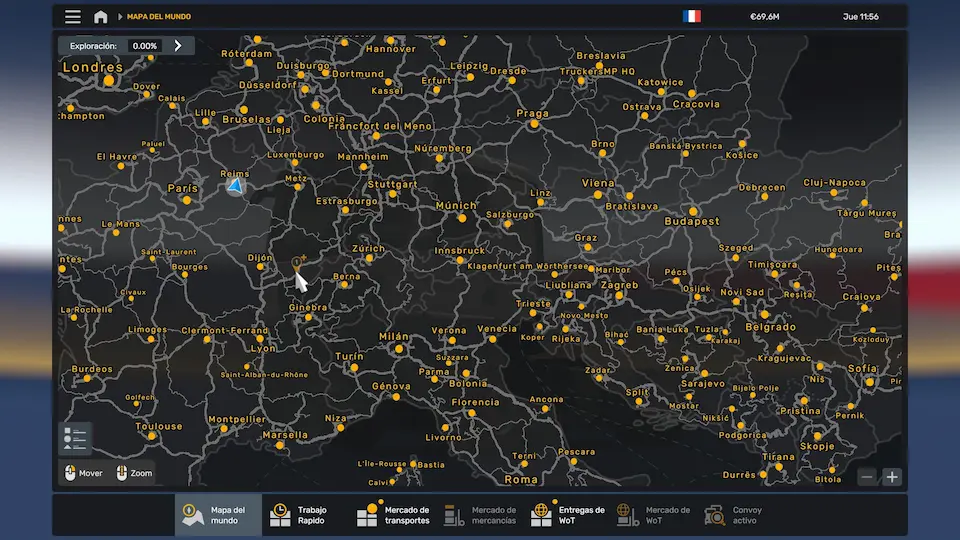 MAPA DEL MUNDO
€69,6M
Jue 11:56
Exploración: 0.00%
Róterdam
Hannover
Breslavia
Londres
Duisburgo
Dortmund
Leipzig
Dresde
TruckersMP HQ
Dover
Düsseldorf
Kassel
Erfurt
Katowice
Calais
Ostrava
Cracovia
Lille
Bruselas
Colonia
Praga
:hampton
Lieja
Fráncfort del Meno
Paluel
Brno
Banská Bystrica
El Havre
Luxemburgo
Mannheim
Núremberg
Košice
Reims
Metz
París
Stuttgart
Linz
Viena
Debrecen
Cluj-Napoca
Estrasburgo
Múnich
Bratislava
Salzburgo
Budapest
Târgu Mureș
nnes
Le Mans
Graz
Bra
Saint-Laurent
Zúrich
Innsbruck
Szeged
Hunedoara
ntes
Dijón
Bourges
Klagenfurt am Wörthersee
Maribor
Pécs
Timișoara
Piteș
Berna
Liubliana
Zagreb
Osijek
Novi Sad
Reșița
Civaux
Craiova
La Rochelle
Ginebra
Trieste
Novo Mesto
Limoges
Clermont-Ferrand
Milán
Verona
Venecia
Koper
Rijeka
Bihać
Banja Luka
Tuzla
Belgrado
Ugljevik
Kozloduy
Lyon
Turín
Suzzara
Kragujevac
Burdeos
Saint-Alban-du-Rhône
Parma
Bolonia
Zadar
Zenica
Sarajevo
Niš
Sofía
Génova
Bijelo Polje
Pir
Golfech
Florencia
Ancona
Split
Mostar
Nikšić
Pristina
Pernik
Toulouse
Montpellier
Niza
Marsella
Livorno
Podgorica
Skopje
Terni
Pescara
Tirana
L'Île-Rousse
Bastia
Calvi
Roma
Durrës
Bitola
Mover
Zoom
Mapa del
mundo
Trabajo
Rapido
Mercado de
transportes
Mercado de
mercancías
Entregas de
WoT
Mercado de
WoT
Convoy
activo